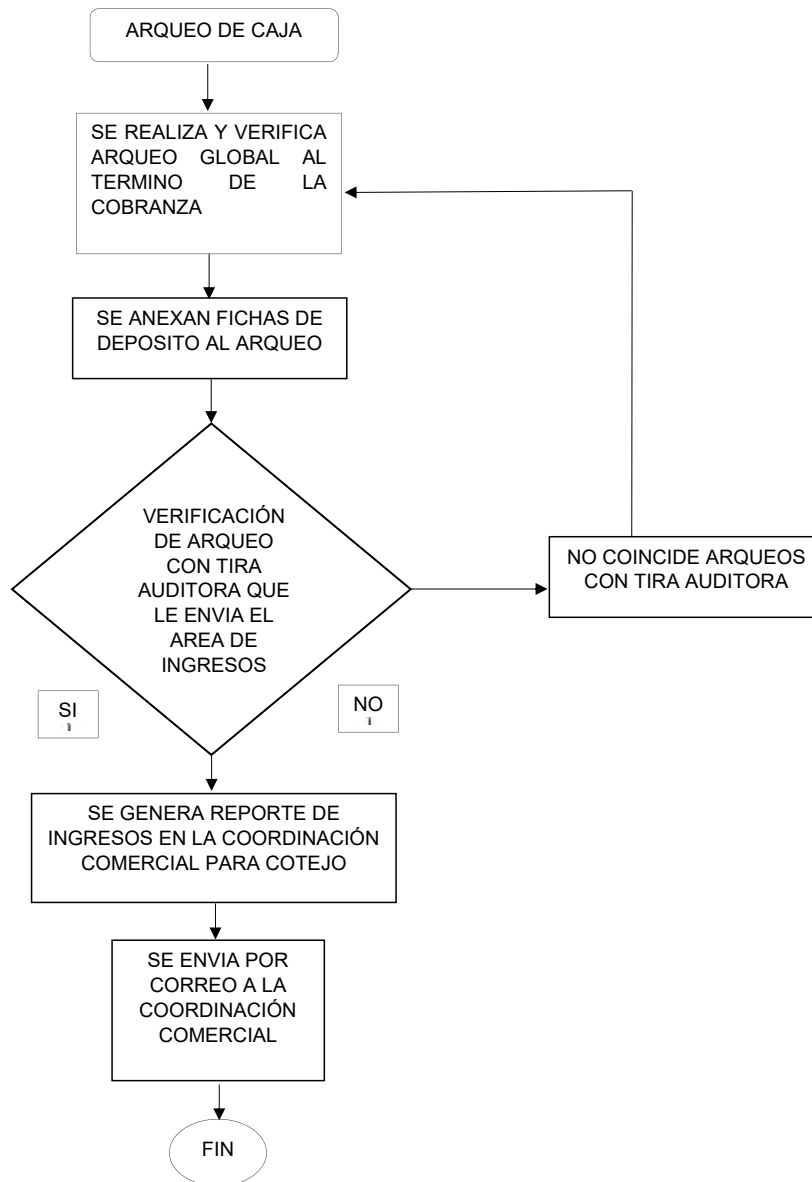 ARQUEO DE CAJA
SE REALIZA Y VERIFICA
ARQUEO GLOBAL AL
TERMINO DE LA
COBRANZA
SE ANEXAN FICHAS DE
DEPOSITO AL ARQUEO
VERIFICACIÓN
DE ARQUEO
CON TIRA
AUDITORA QUE
LE ENVIA EL
AREA DE
INGRESOS
NO COINCIDE ARQUEOS
CON TIRA AUDITORA
SI
NO
SE GENERA REPORTE DE
INGRESOS EN LA COORDINACIÓN
COMERCIAL PARA COTEJO
SE ENVIA POR
CORREO A LA
COORDINACIÓN
COMERCIAL
FIN